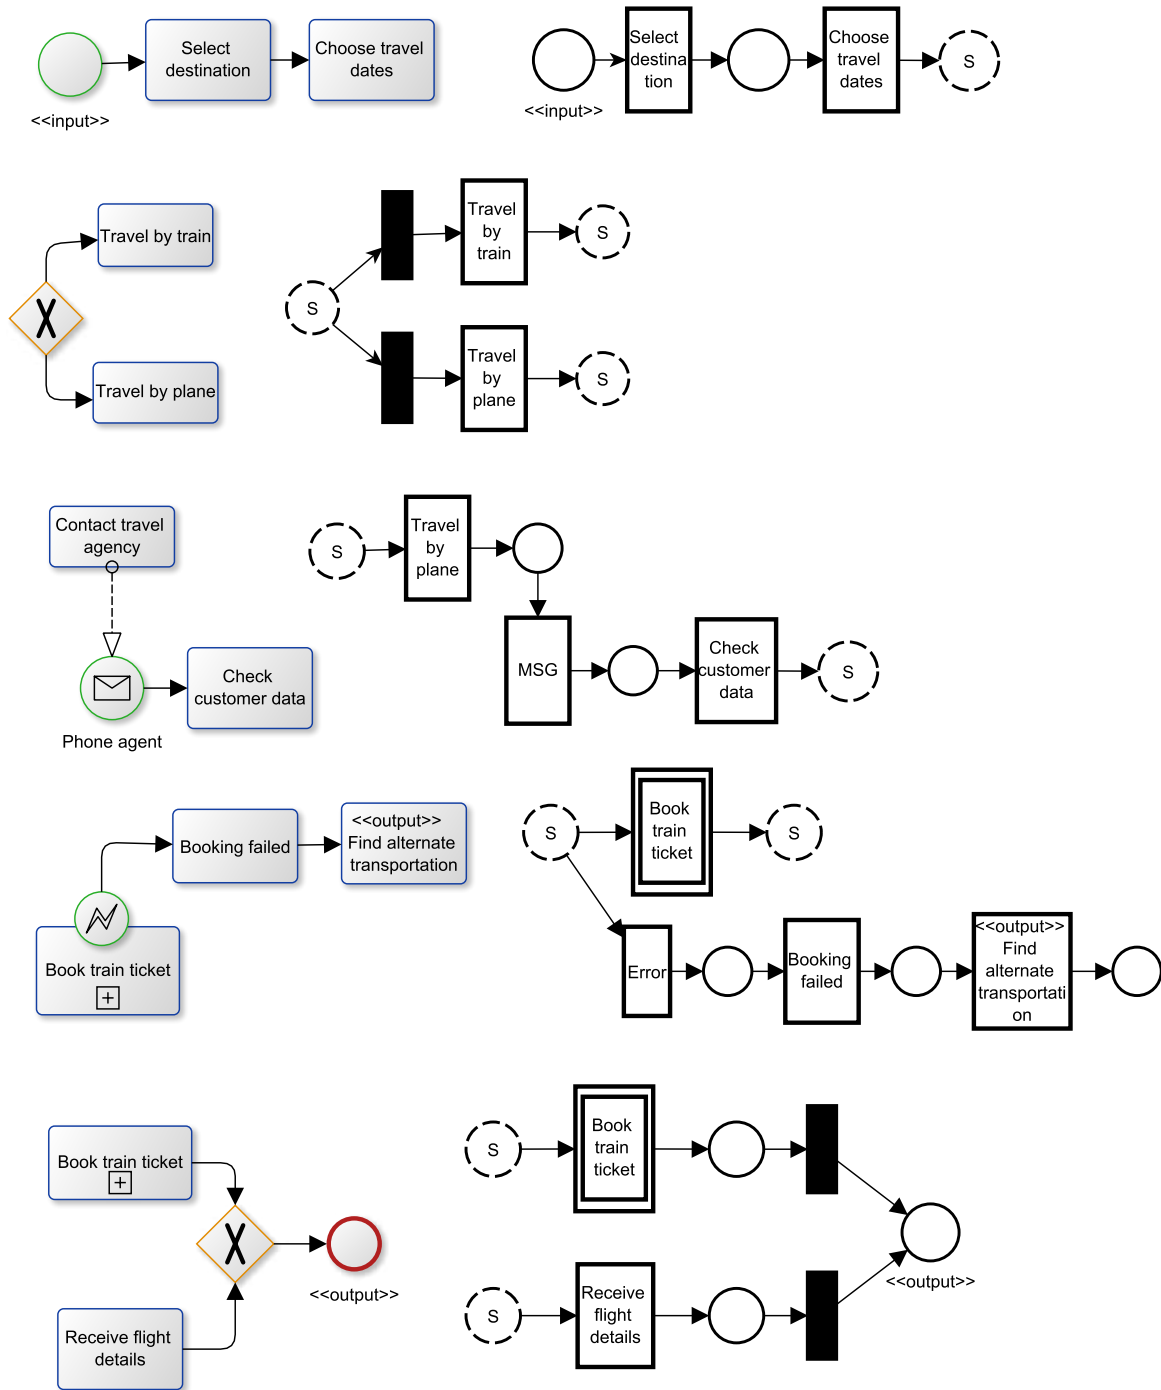 Select
destination
Choose travel
dates
<<input>>
Select
destina
tion
Choose
travel
dates
S
<<input>>
Travel by train
X
Travel by plane
S
Travel
by
train
S
Travel
by
plane
S
Contact travel
agency
Phone agent
Check
customer data
S
Travel
by
plane
MSG
Check
customer
data
S
Booking failed
<<output>>
Find alternate
transportation
Book train ticket
S
Book
train
ticket
S
Error
Booking
failed
<<output>>
Find
alternate
transportati
on
Book train ticket
X
<<output>>
Receive flight
details
S
Book
train
ticket
S
Receive
flight
details
<<output>>